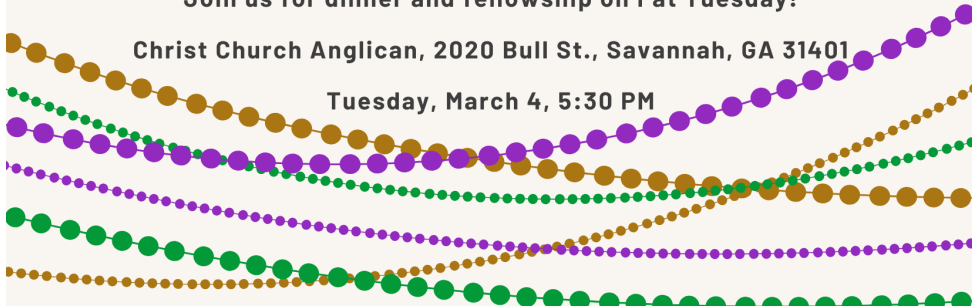 Join us for dinner and fellowship on Fat Tuesday!
Christ Church Anglican, 2020 Bull St., Savannah, GA 31401
Tuesday, March 4, 5:30 PM